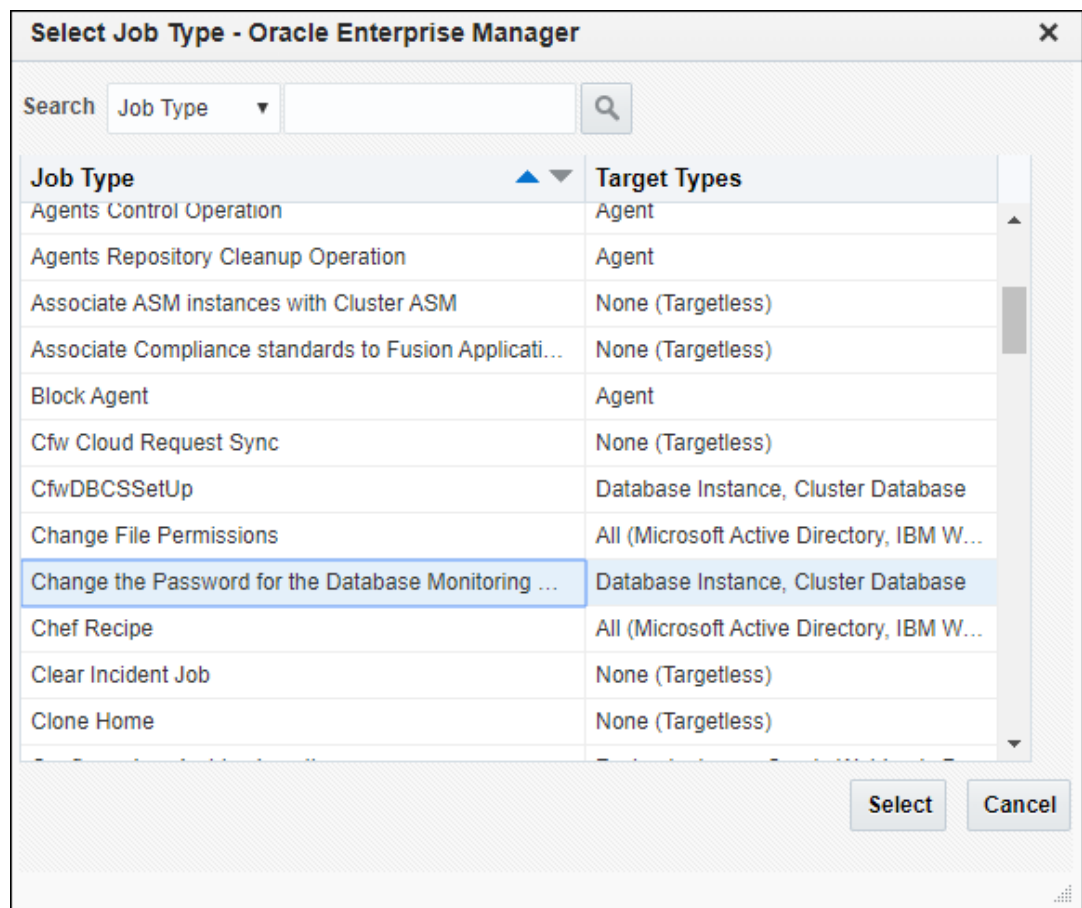 Select Job Type - Oracle Enterprise Manager
Search Job Type
Job Type Target Types
Agents Control Operation Agent
Agents Repository Cleanup Operation Agent
Associate ASM instances with Cluster ASM None (Targetless)
Associate Compliance standards to Fusion Applicati... None (Targetless)
Block Agent Agent
Cfw Cloud Request Sync None (Targetless)
CfwDBCSSetUp Database Instance, Cluster Database
Change File Permissions All (Microsoft Active Directory, IBM W...
Change the Password for the Database Monitoring ... Database Instance, Cluster Database
Chef Recipe All (Microsoft Active Directory, IBM W...
Clear Incident Job None (Targetless)
Clone Home None (Targetless)
Select Cancel